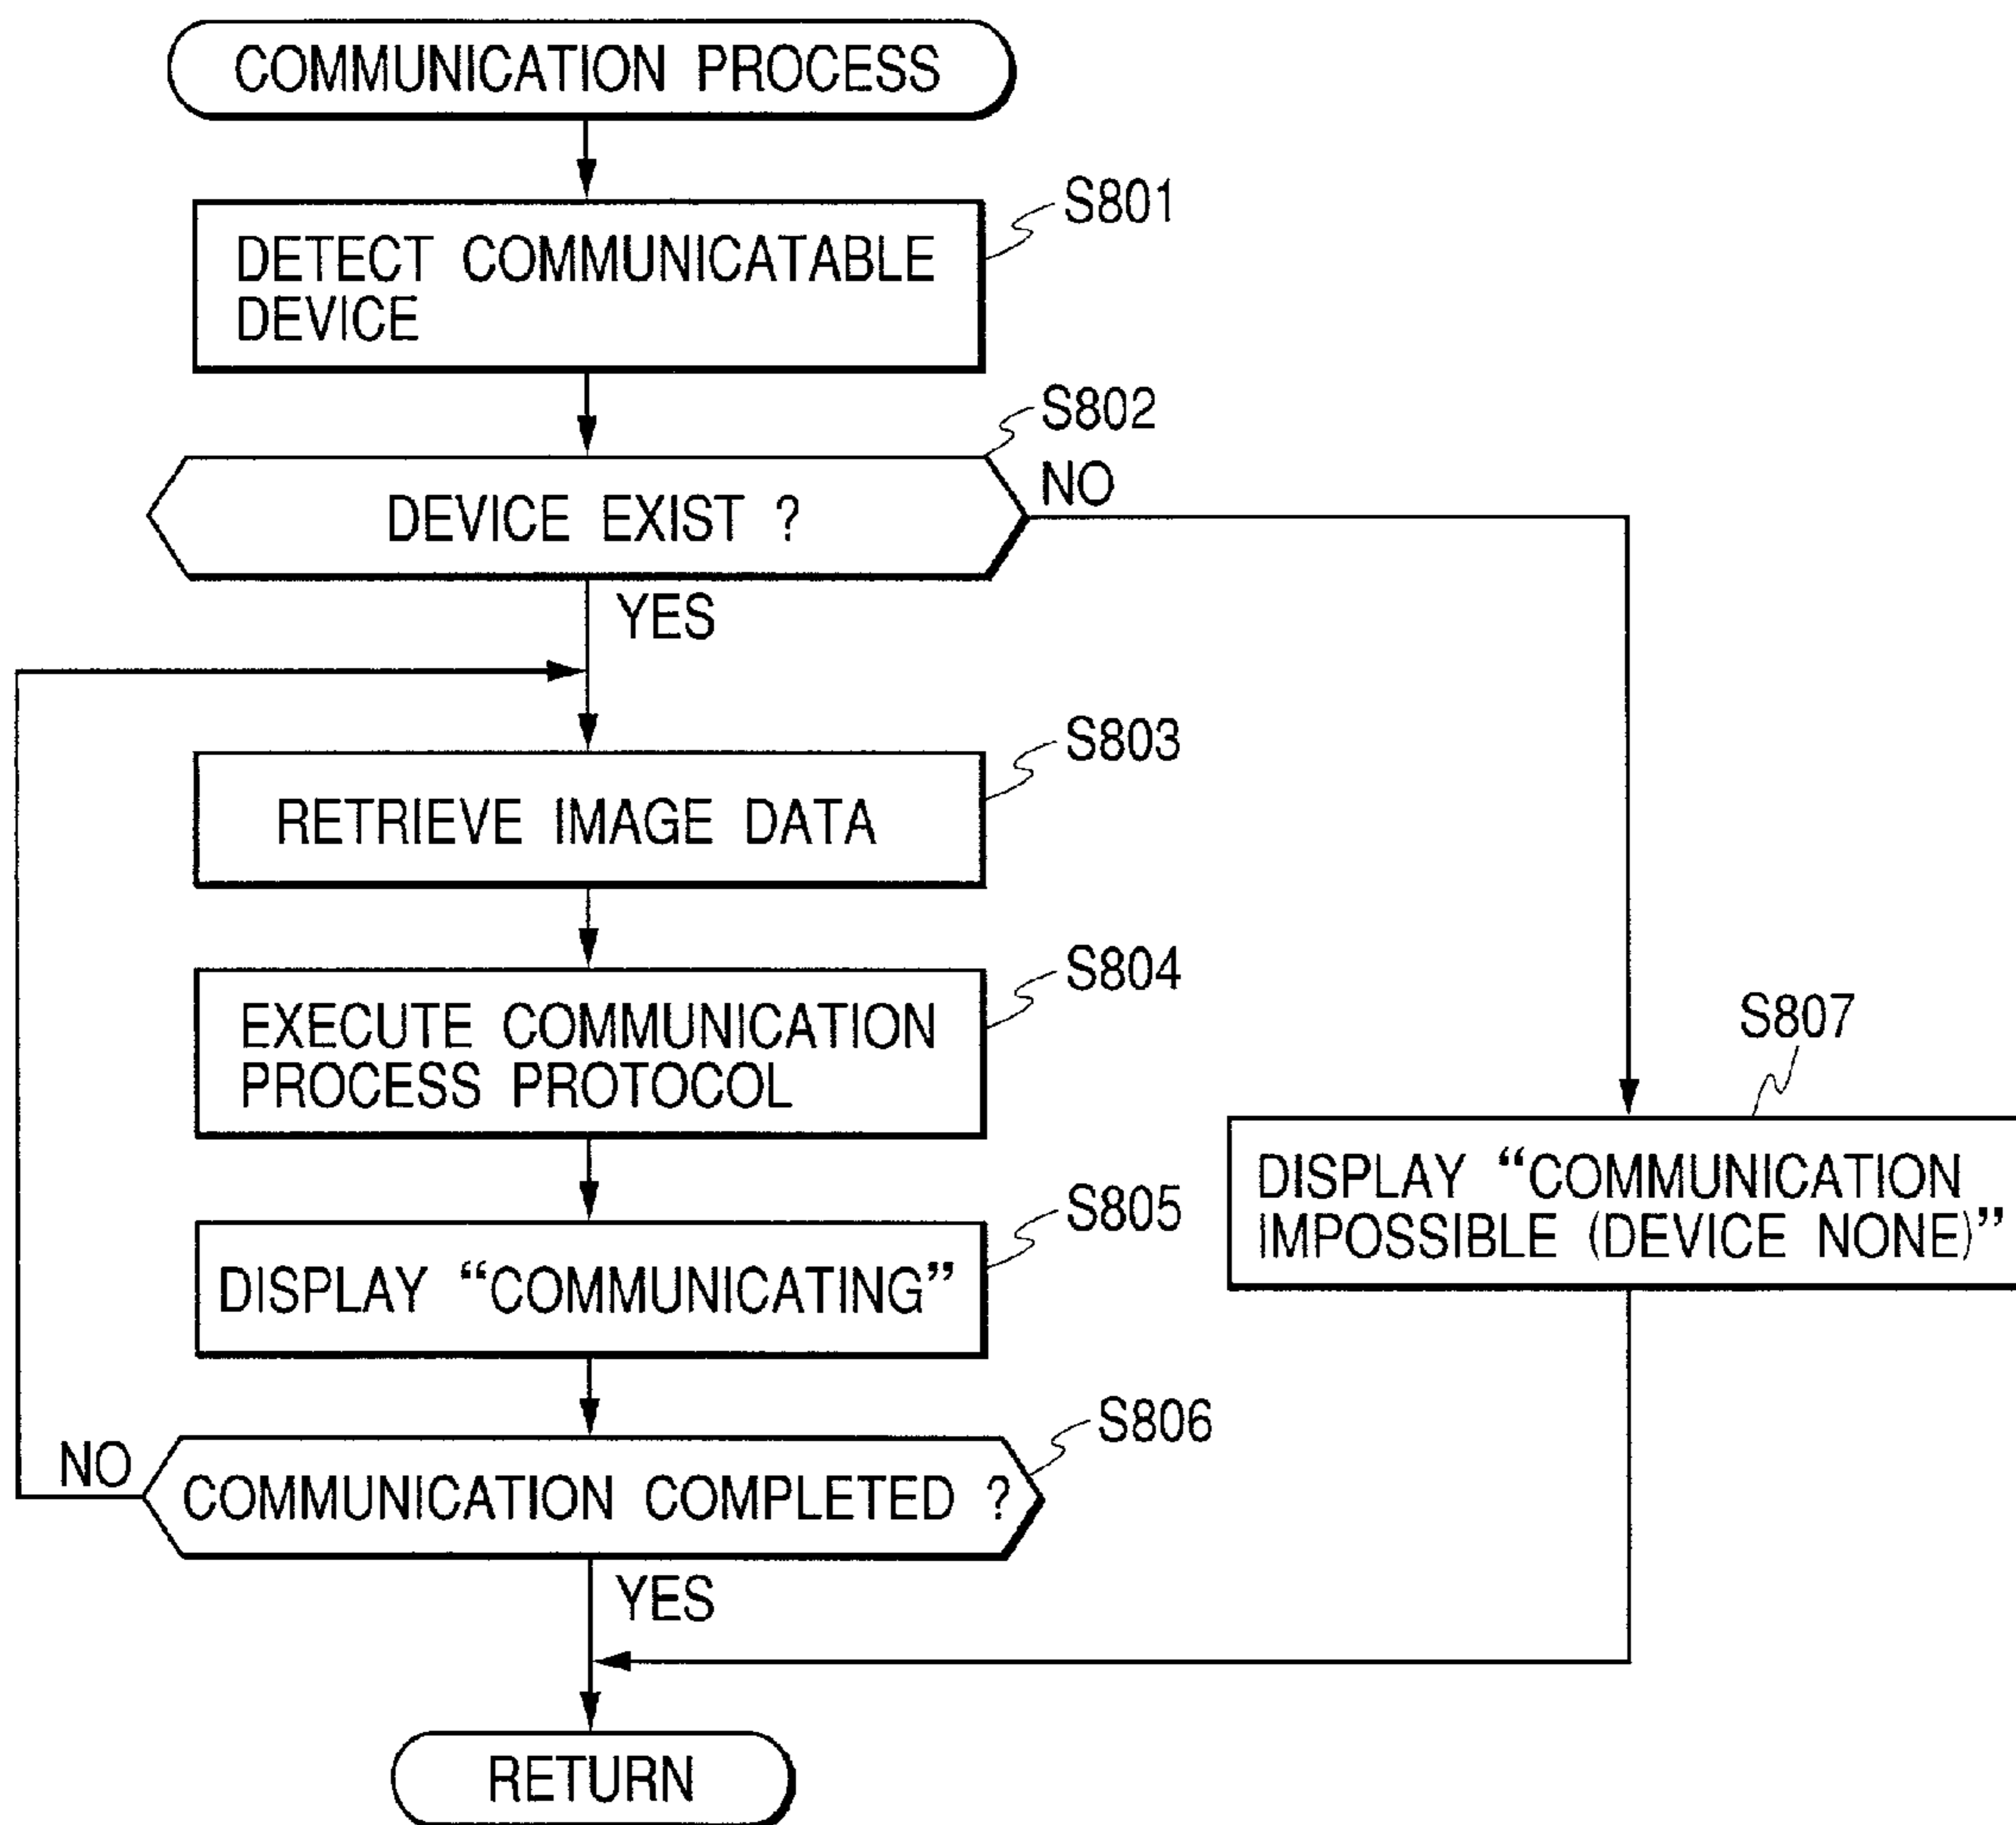 COMMUNICATION PROCESS
S801
DETECT COMMUNICATABLE
DEVICE
S802
DEVICE EXIST ?
NO
YES
S803
RETRIEVE IMAGE DATA
S804
EXECUTE COMMUNICATION
PROCESS PROTOCOL
S805
DISPLAY “COMMUNICATING”
S806
NO
COMMUNICATION COMPLETED ?
YES
S807
DISPLAY “COMMUNICATION
IMPOSSIBLE (DEVICE NONE)”
RETURN